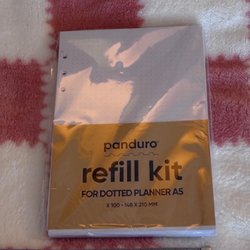 panduro
refill kit
FOR DOTTED PLANNER A5
X 100 - 148 X 210 MM